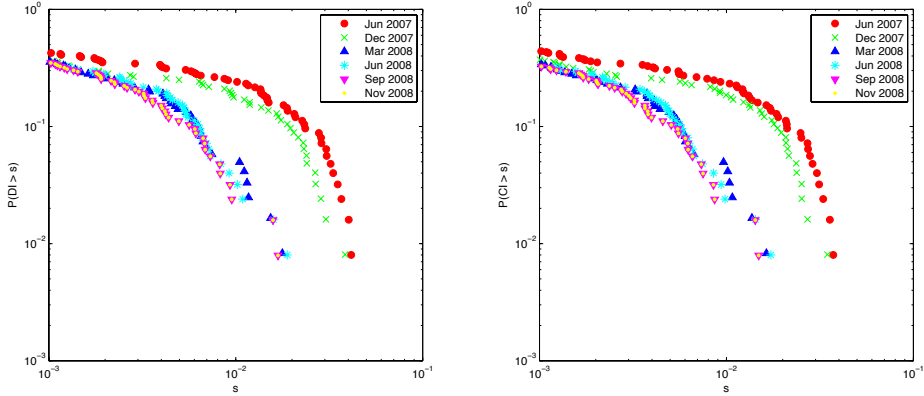 10^0
10^-1
10^-2
10^-3
P(DI > s)
10^-3
10^-2
10^-1
s
Jun 2007
Dec 2007
Mar 2008
Jun 2008
Sep 2008
Nov 2008
10^0
10^-1
10^-2
10^-3
P(CI > s)
10^-3
10^-2
10^-1
s
Jun 2007
Dec 2007
Mar 2008
Jun 2008
Sep 2008
Nov 2008